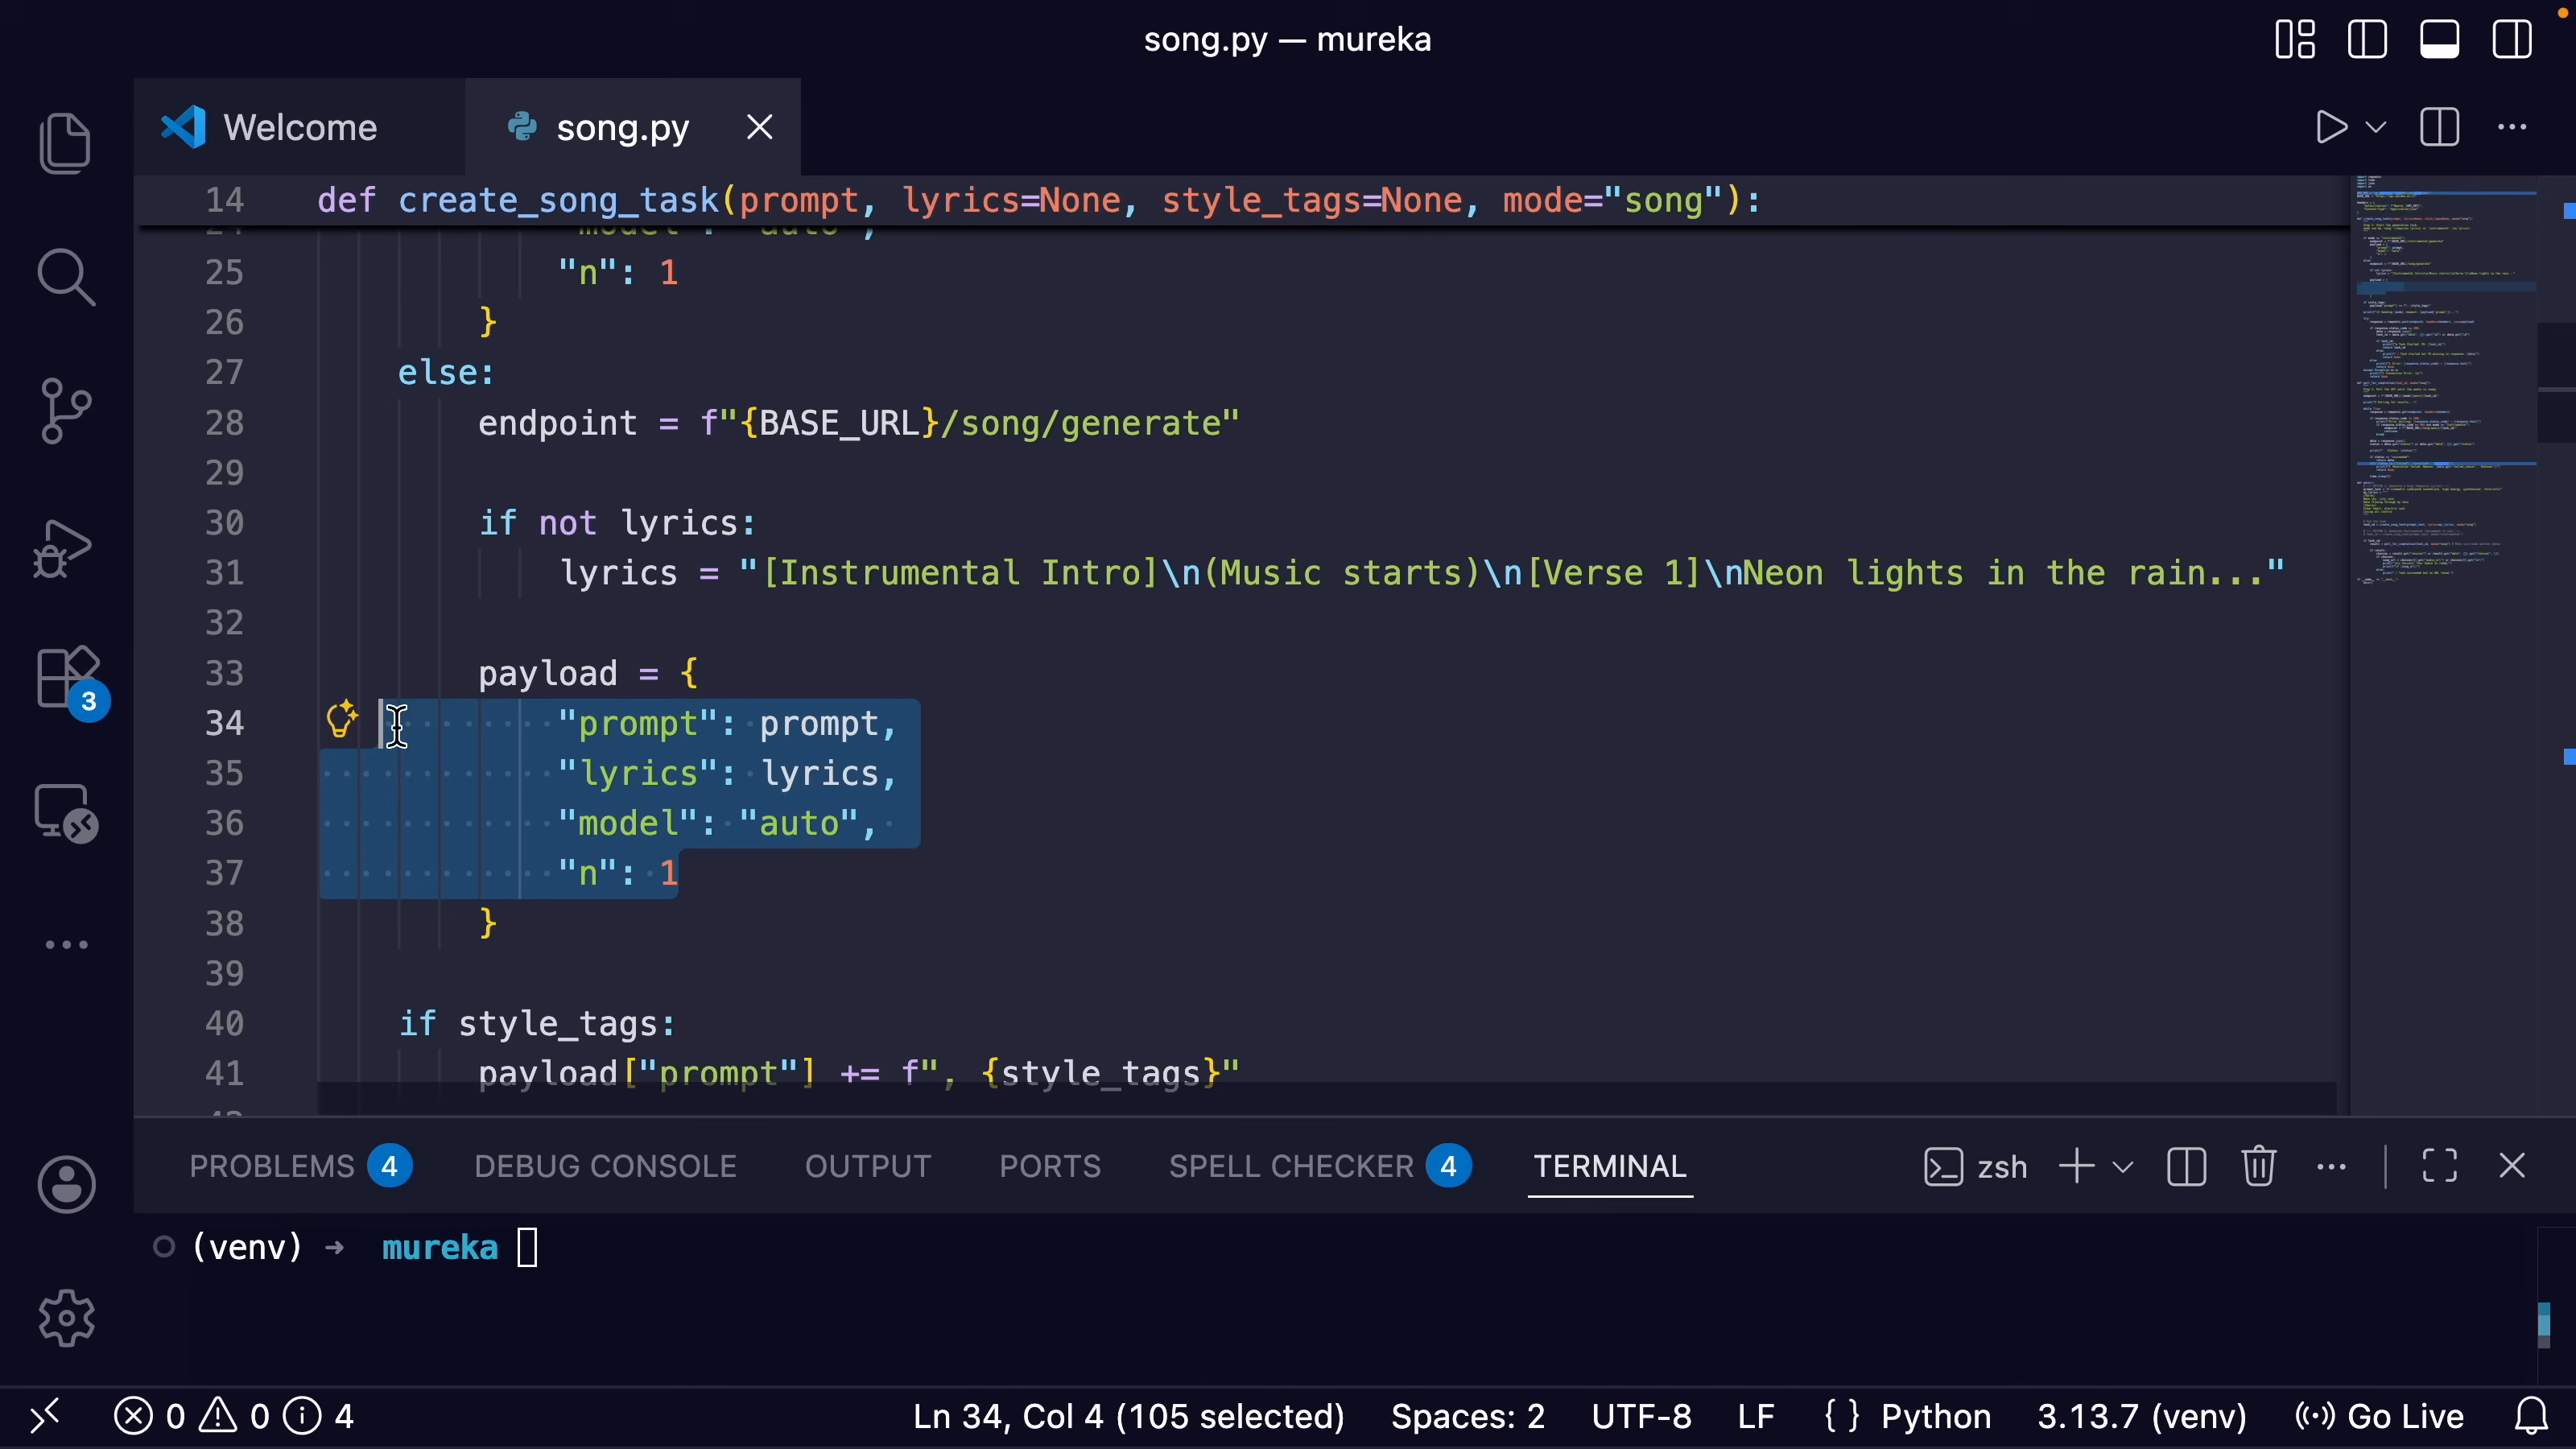 song.py — mureka
Welcome
song.py
14 def create_song_task(prompt, lyrics=None, style_tags=None, mode="song"):
"model": "auto",
25 "n": 1
26 }
27 else:
28 endpoint = f"{BASE_URL}/song/generate"
29
30 if not lyrics:
31 lyrics = "[Instrumental Intro]\n(Music starts)\n[Verse 1]\nNeon lights in the rain..."
32
33 payload = {
34 "prompt": prompt,
35 "lyrics": lyrics,
36 "model": "auto",
37 "n": 1
38 }
39
40 if style_tags:
41 payload["prompt"] += f", {style_tags}"
3
PROBLEMS 4 DEBUG CONSOLE OUTPUT PORTS SPELL CHECKER 4 TERMINAL zsh
(venv) → mureka
0 0 4 Ln 34, Col 4 (105 selected) Spaces: 2 UTF-8 LF { } Python 3.13.7 (venv) Go Live